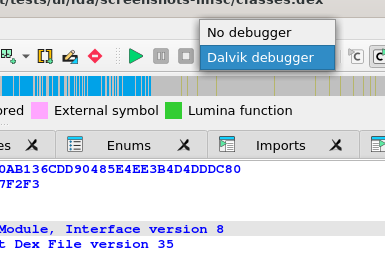 t/tests/ui/ida/screenshots-misc/classes.dex
No debugger
Dalvik debugger
ored External symbol Lumina function
es Enums Imports
0AB136CDD90485E4EE3B4D4DDDC80
7F2F3
Module, Interface version 8
t Dex File version 35